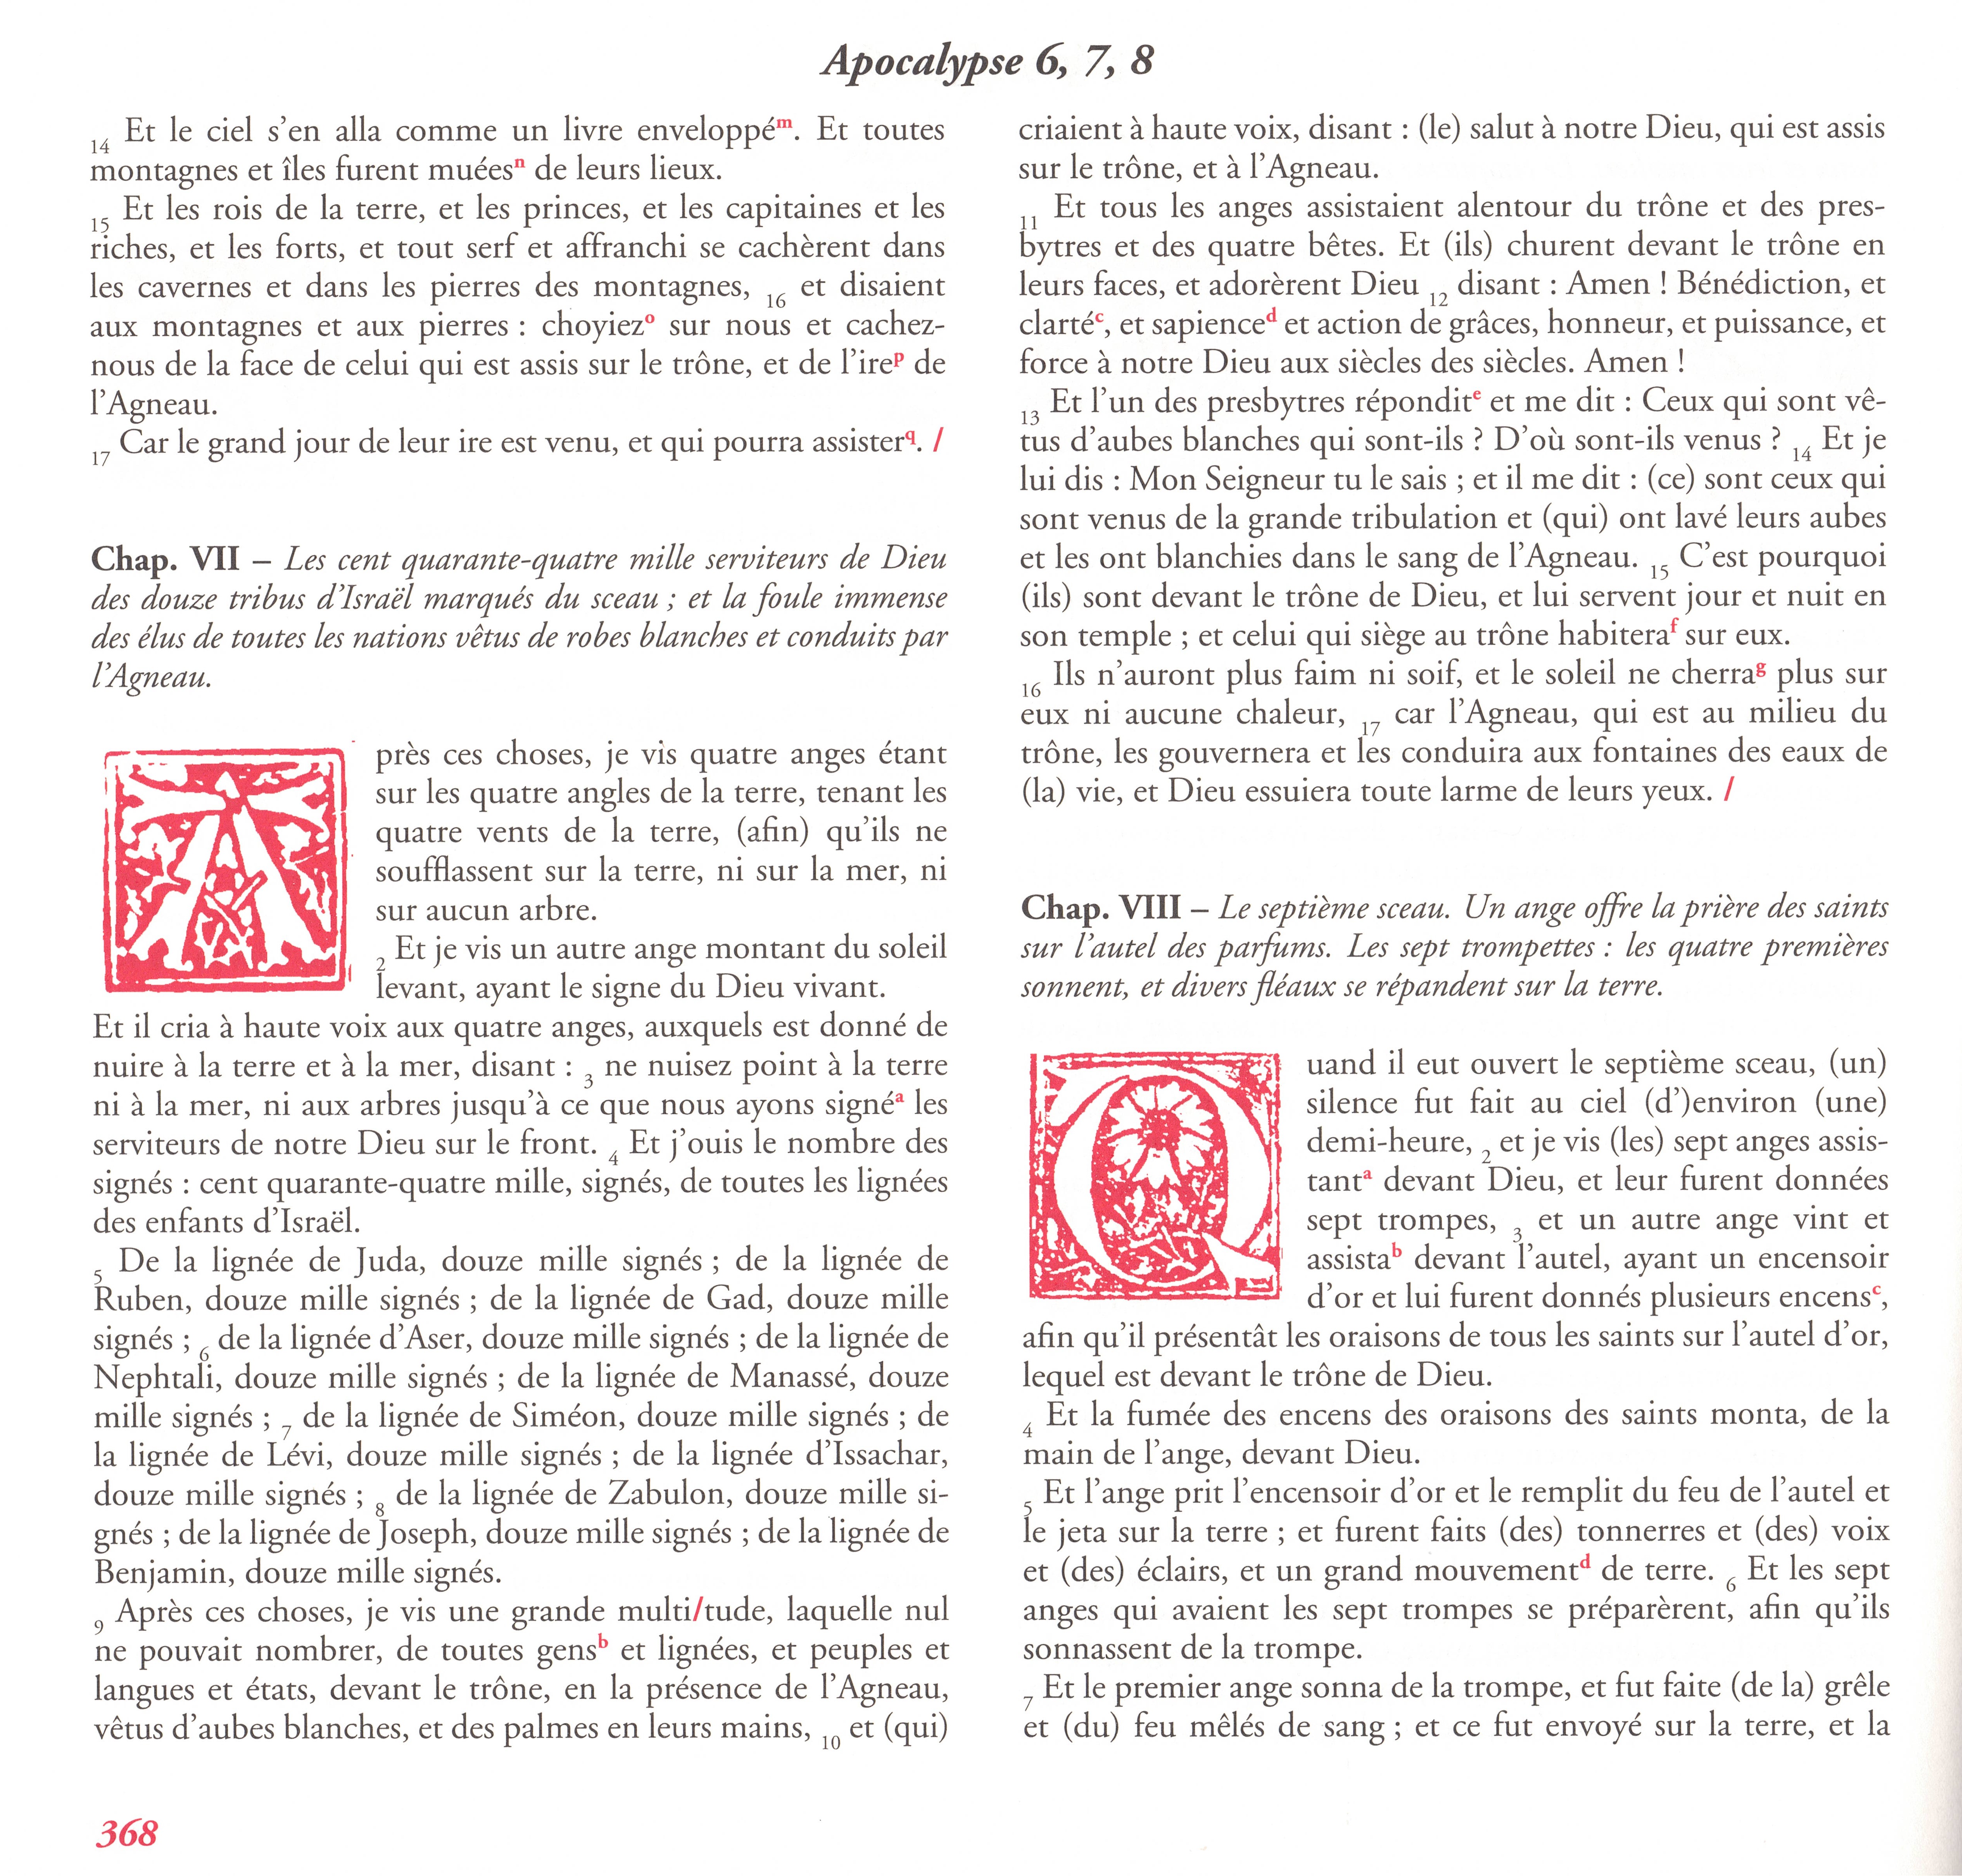 Apocalypse 6, 7, 8
14 Et le ciel s'en alla comme un livre enveloppém. Et toutes
montagnes et îles furent muéesn de leurs lieux.
15 Et les rois de la terre, et les princes, et les capitaines et les
riches, et les forts, et tout serf et affranchi se cachèrent dans
les cavernes et dans les pierres des montagnes, 16 et disaient
aux montagnes et aux pierres : choyiezo sur nous et cachez-
nous de la face de celui qui est assis sur le trône, et de l'irep de
l'Agneau.
17 Car le grand jour de leur ire est venu, et qui pourra assisterq. /
Chap. VII – Les cent quarante-quatre mille serviteurs de Dieu
des douze tribus d'Israël marqués du sceau ; et la foule immense
des élus de toutes les nations vêtus de robes blanches et conduits par
l'Agneau.
Après ces choses, je vis quatre anges étant
sur les quatre angles de la terre, tenant les
quatre vents de la terre, (afin) qu'ils ne
soufflassent sur la terre, ni sur la mer, ni
sur aucun arbre.
2 Et je vis un autre ange montant du soleil
levant, ayant le signe du Dieu vivant.
Et il cria à haute voix aux quatre anges, auxquels est donné de
nuire à la terre et à la mer, disant : 3 ne nuisez point à la terre
ni à la mer, ni aux arbres jusqu'à ce que nous ayons signéa les
serviteurs de notre Dieu sur le front. 4 Et j'ouis le nombre des
signés : cent quarante-quatre mille, signés, de toutes les lignées
des enfants d'Israël.
5 De la lignée de Juda, douze mille signés ; de la lignée de
Ruben, douze mille signés ; de la lignée de Gad, douze mille
signés ; 6 de la lignée d'Aser, douze mille signés ; de la lignée de
Nephtali, douze mille signés ; de la lignée de Manassé, douze
mille signés ; 7 de la lignée de Siméon, douze mille signés ; de
la lignée de Lévi, douze mille signés ; de la lignée d'Issachar,
douze mille signés ; 8 de la lignée de Zabulon, douze mille si-
gnés ; de la lignée de Joseph, douze mille signés ; de la lignée de
Benjamin, douze mille signés.
9 Après ces choses, je vis une grande multi/tude, laquelle nul
ne pouvait nombrer, de toutes gensb et lignées, et peuples et
langues et états, devant le trône, en la présence de l'Agneau,
vêtus d'aubes blanches, et des palmes en leurs mains, 10 et (qui)
criaient à haute voix, disant : (le) salut à notre Dieu, qui est assis
sur le trône, et à l'Agneau.
11 Et tous les anges assistaient alentour du trône et des pres-
bytres et des quatre bêtes. Et (ils) churent devant le trône en
leurs faces, et adorèrent Dieu 12 disant : Amen ! Bénédiction, et
clartéc, et sapienced et action de grâces, honneur, et puissance, et
force à notre Dieu aux siècles des siècles. Amen !
13 Et l'un des presbytres répondite et me dit : Ceux qui sont vê-
tus d'aubes blanches qui sont-ils ? D'où sont-ils venus ? 14 Et je
lui dis : Mon Seigneur tu le sais ; et il me dit : (ce) sont ceux qui
sont venus de la grande tribulation et (qui) ont lavé leurs aubes
et les ont blanchies dans le sang de l'Agneau. 15 C'est pourquoi
(ils) sont devant le trône de Dieu, et lui servent jour et nuit en
son temple ; et celui qui siège au trône habiteraf sur eux.
16 Ils n'auront plus faim ni soif, et le soleil ne cherrag plus sur
eux ni aucune chaleur, 17 car l'Agneau, qui est au milieu du
trône, les gouvernera et les conduira aux fontaines des eaux de
(la) vie, et Dieu essuiera toute larme de leurs yeux. /
Chap. VIII – Le septième sceau. Un ange offre la prière des saints
sur l'autel des parfums. Les sept trompettes : les quatre premières
sonnent, et divers fléaux se répandent sur la terre.
Quand il eut ouvert le septième sceau, (un)
silence fut fait au ciel (d')environ (une)
demi-heure, 2 et je vis (les) sept anges assis-
tanta devant Dieu, et leur furent données
sept trompes, 3 et un autre ange vint et
assistab devant l'autel, ayant un encensoir
d'or et lui furent donnés plusieurs encensc,
afin qu'il présentât les oraisons de tous les saints sur l'autel d'or,
lequel est devant le trône de Dieu.
4 Et la fumée des encens des oraisons des saints monta, de la
main de l'ange, devant Dieu.
5 Et l'ange prit l'encensoir d'or et le remplit du feu de l'autel et
le jeta sur la terre ; et furent faits (des) tonnerres et (des) voix
et (des) éclairs, et un grand mouvementd de terre. 6 Et les sept
anges qui avaient les sept trompes se préparèrent, afin qu'ils
sonnassent de la trompe.
7 Et le premier ange sonna de la trompe, et fut faite (de la) grêle
et (du) feu mêlés de sang ; et ce fut envoyé sur la terre, et la
368